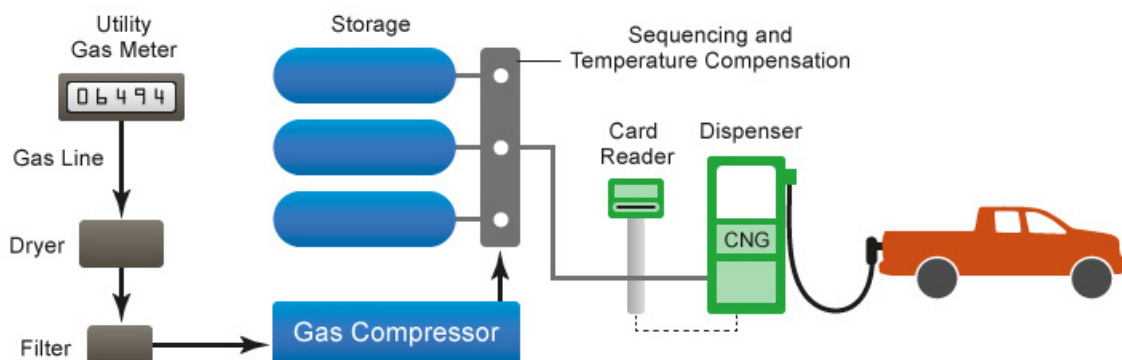 Utility
Gas Meter
06494
Gas Line
Dryer
Filter
Storage
Gas Compressor
Sequencing and
Temperature Compensation
Card
Reader
Dispenser
CNG